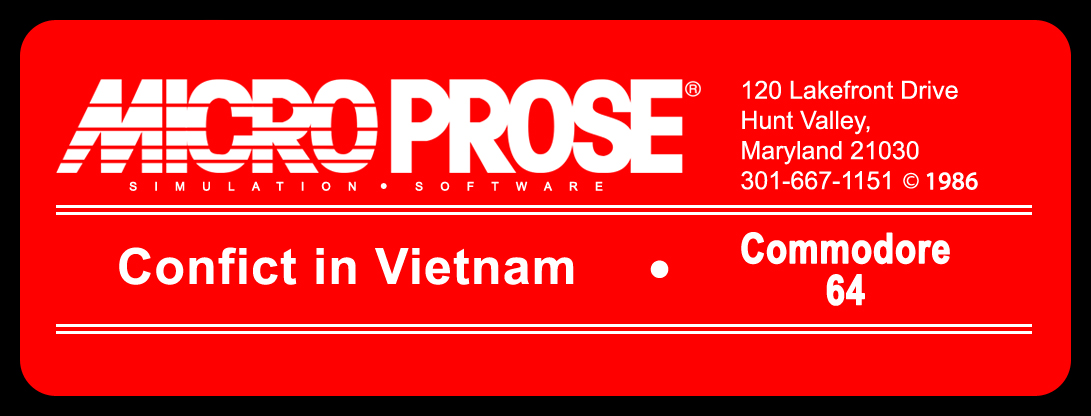 MICRO PROSE®
SIMULATION • SOFTWARE
120 Lakefront Drive
Hunt Valley,
Maryland 21030
301-667-1151 © 1986
Confict in Vietnam •
Commodore
64